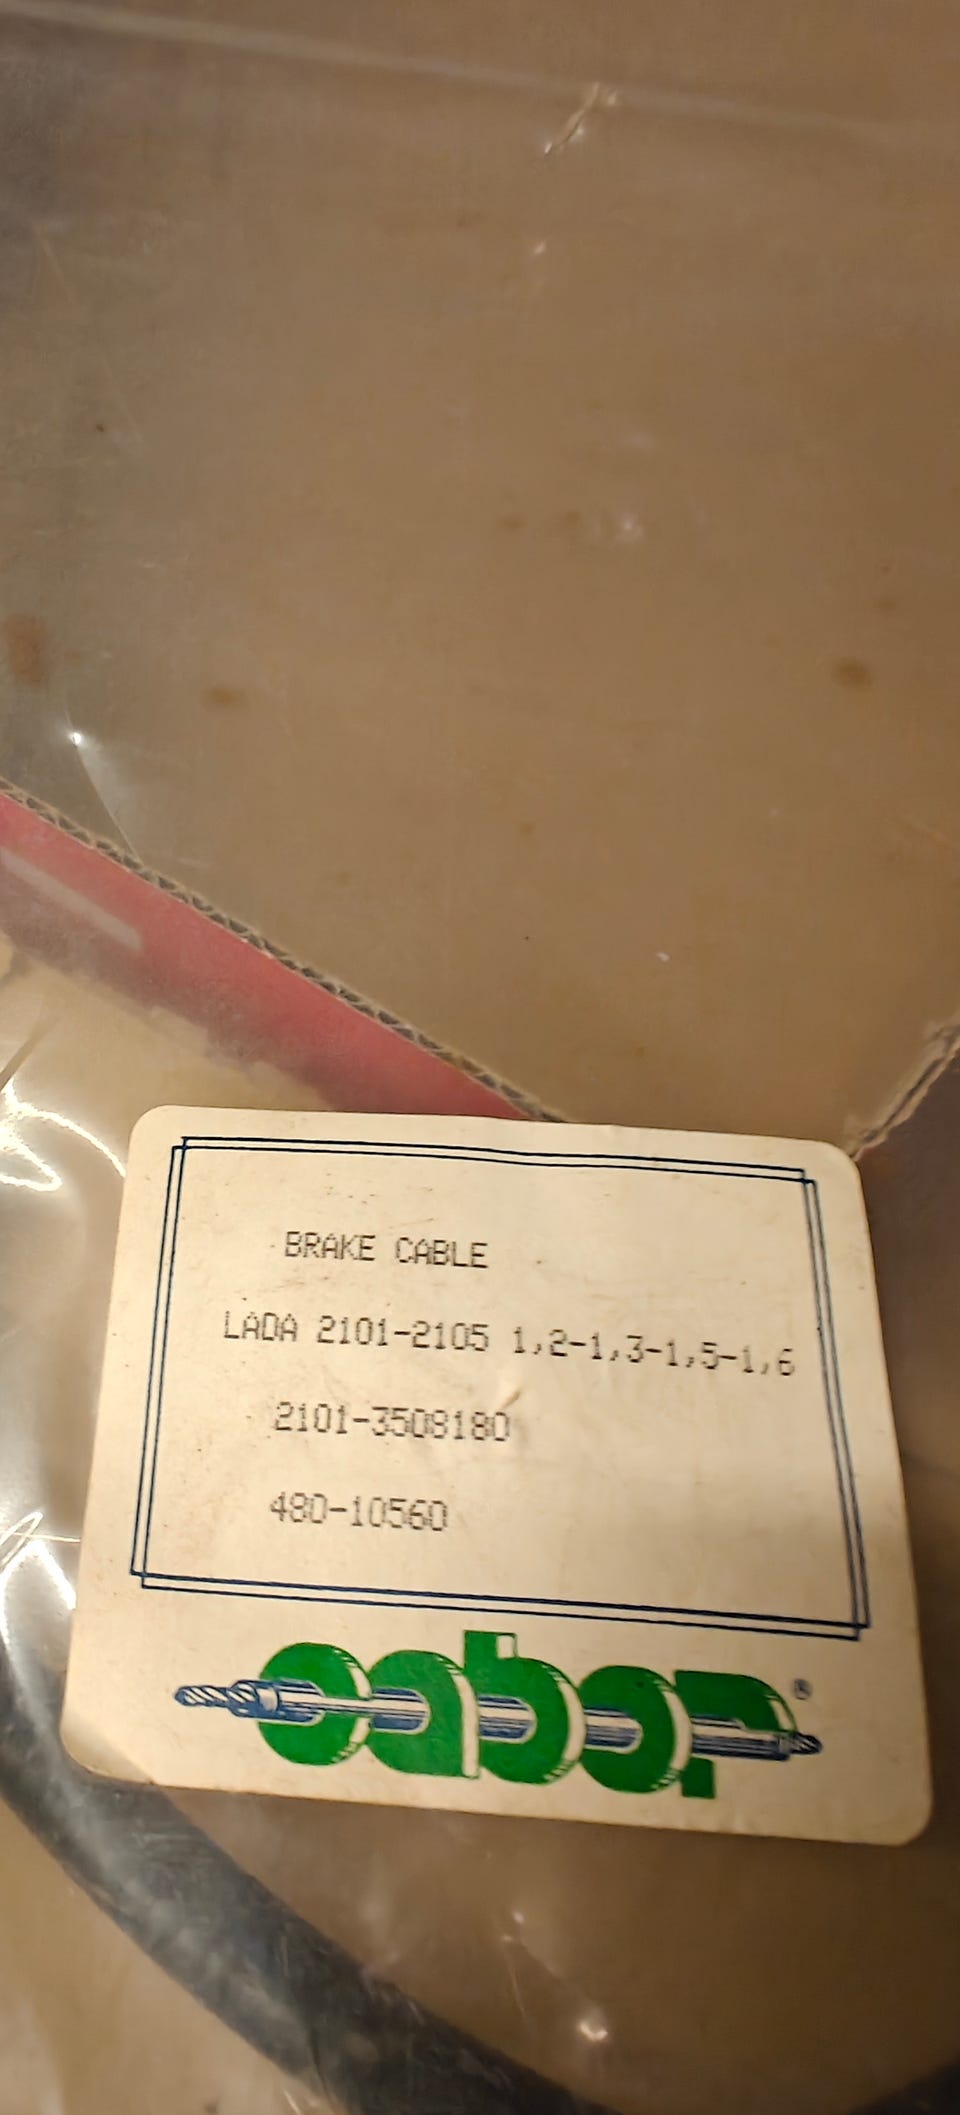 BRAKE CABLE
LADA 2101-2105 1,2-1,3-1,5-1,6
2101-3508180
480-10560
cabor®